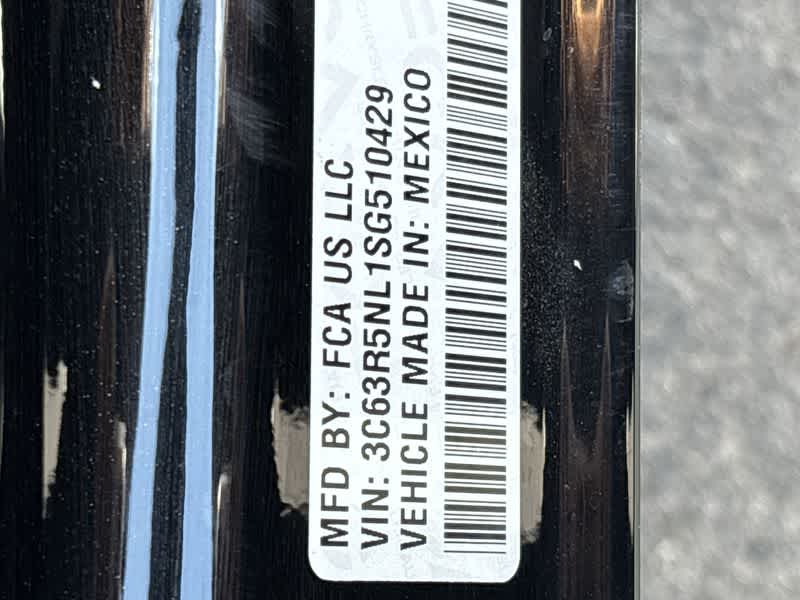 MFD BY: FCA US LLC
VIN: 3C63R5NL1SG510429
VEHICLE MADE IN: MEXICO